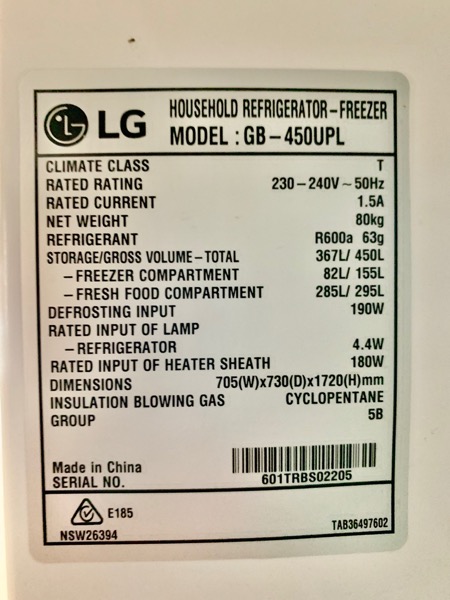 LG
HOUSEHOLD REFRIGERATOR-FREEZER
MODEL : GB-450UPL
CLIMATE CLASS T
RATED RATING 230-240V~50Hz
RATED CURRENT 1.5A
NET WEIGHT 80kg
REFRIGERANT R600a 63g
STORAGE/GROSS VOLUME-TOTAL 367L/ 450L
-FREEZER COMPARTMENT 82L/ 155L
-FRESH FOOD COMPARTMENT 285L/ 295L
DEFROSTING INPUT 190W
RATED INPUT OF LAMP
-REFRIGERATOR 4.4W
RATED INPUT OF HEATER SHEATH 180W
DIMENSIONS 705(W)x730(D)x1720(H)mm
INSULATION BLOWING GAS CYCLOPENTANE
GROUP 5B
Made in China
SERIAL NO. 601TRBS02205
E185
NSW26394
TAB36497602